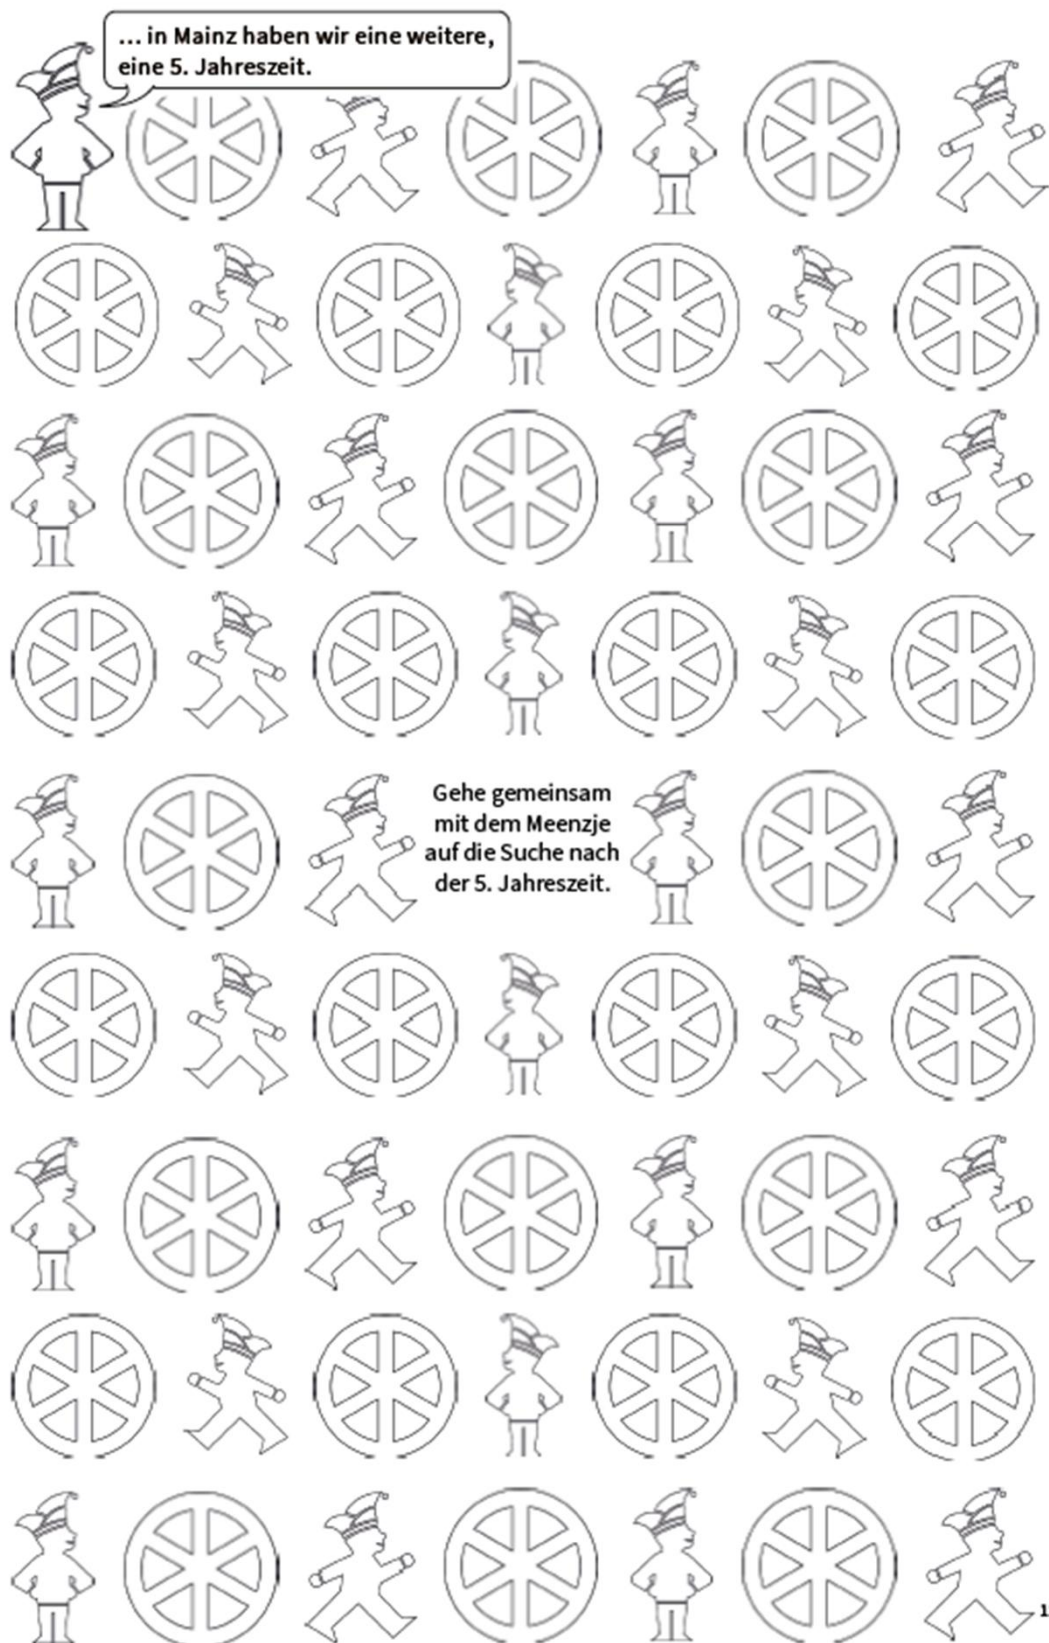 ... in Mainz haben wir eine weitere,
eine 5. Jahreszeit.
Gehe gemeinsam
mit dem Meenzje
auf die Suche nach
der 5. Jahreszeit.
1